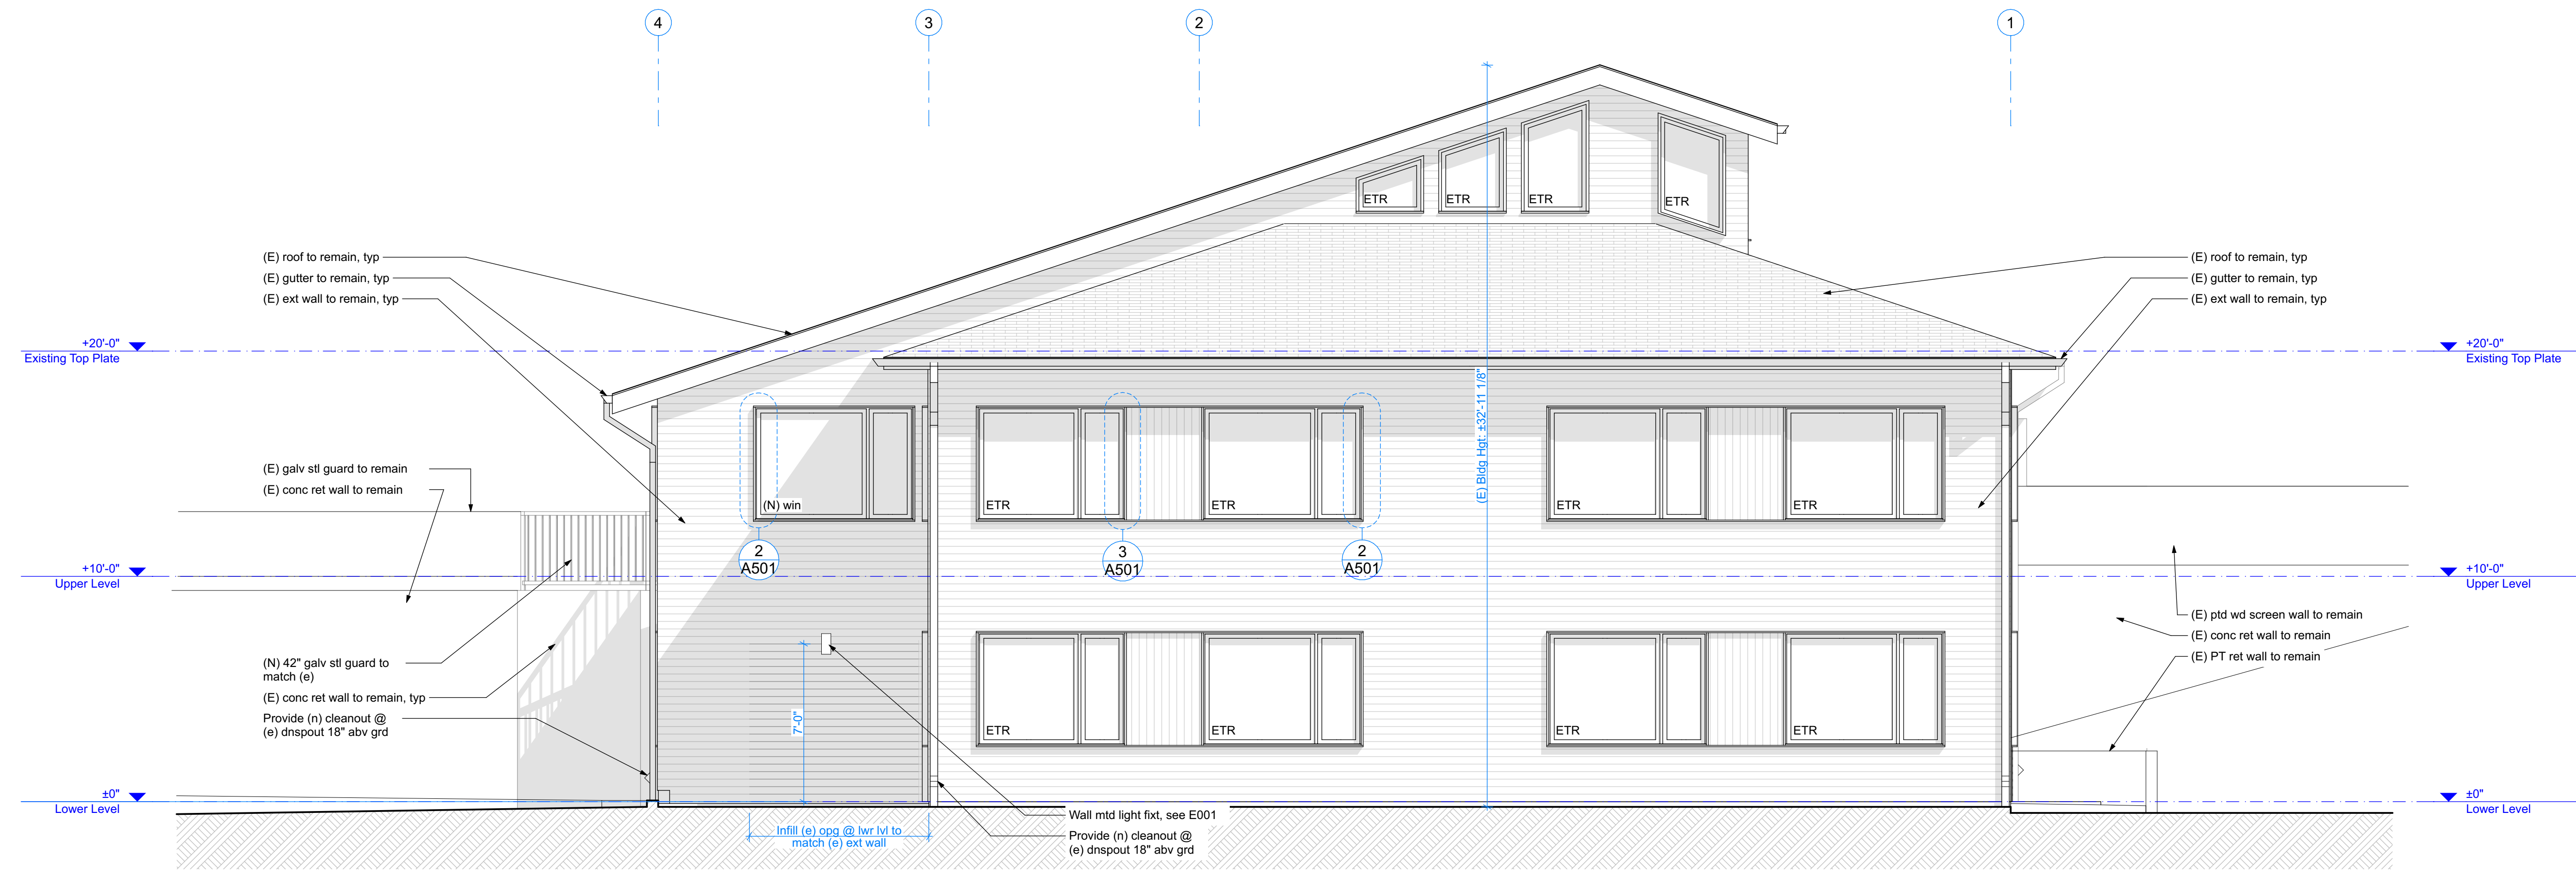 4
3
2
1
ETR
ETR
ETR
ETR
(E) roof to remain, typ
(E) gutter to remain, typ
(E) ext wall to remain, typ
(E) roof to remain, typ
(E) gutter to remain, typ
(E) ext wall to remain, typ
+20'-0"
Existing Top Plate
+20'-0"
Existing Top Plate
(E) Bldg Hgt: ±32'-11 1/8"
(E) galv stl guard to remain
(E) conc ret wall to remain
(N) win
ETR
ETR
ETR
ETR
2
A501
3
A501
2
A501
+10'-0"
Upper Level
+10'-0"
Upper Level
(E) ptd wd screen wall to remain
(E) conc ret wall to remain
(E) PT ret wall to remain
(N) 42" galv stl guard to
match (e)
(E) conc ret wall to remain, typ
Provide (n) cleanout @
(e) dnspout 18" abv grd
7'-0"
ETR
ETR
ETR
ETR
±0"
Lower Level
±0"
Lower Level
Infill (e) opg @ lwr lvl to
match (e) ext wall
Wall mtd light fixt, see E001
Provide (n) cleanout @
(e) dnspout 18" abv grd